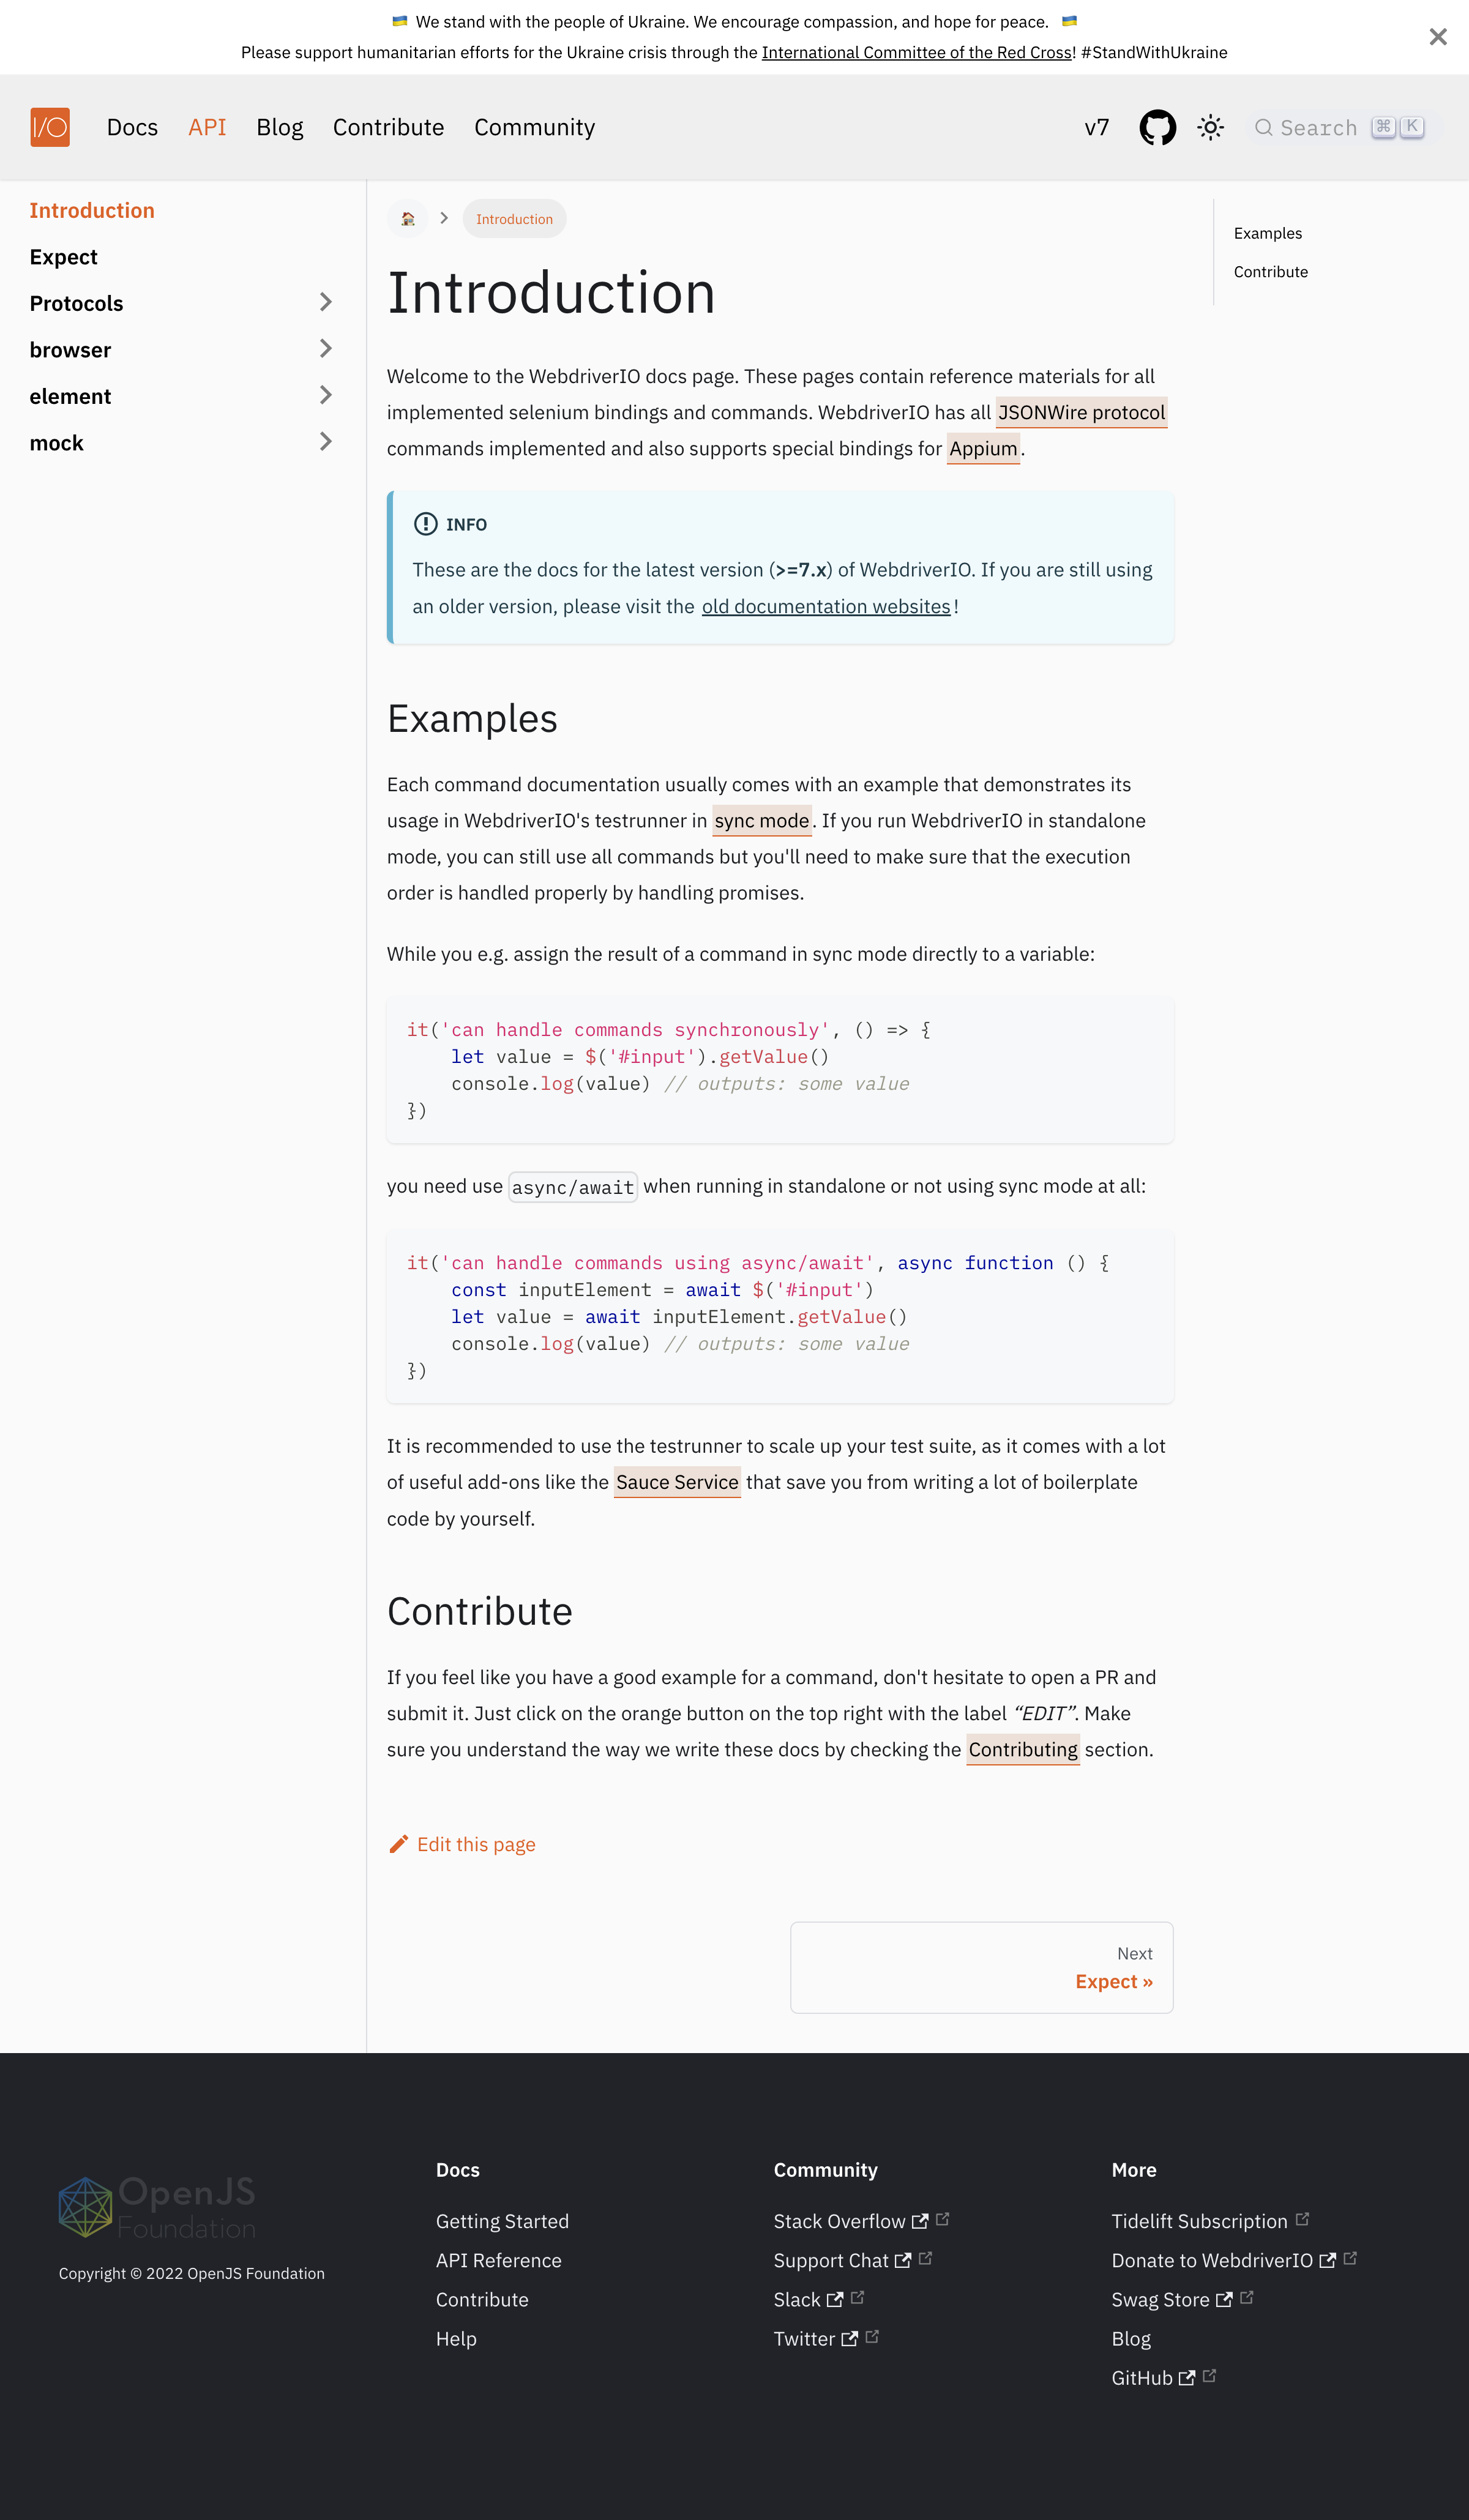 🇺🇦 We stand with the people of Ukraine. We encourage compassion, and hope for peace. 🇺🇦
Please support humanitarian efforts for the Ukraine crisis through the International Committee of the Red Cross! #StandWithUkraine
I/O Docs API Blog Contribute Community v7 Search ⌘ K
Introduction
Expect
Protocols
browser
element
mock
🏠 Introduction
Introduction
Welcome to the WebdriverIO docs page. These pages contain reference materials for all
implemented selenium bindings and commands. WebdriverIO has all JSONWire protocol
commands implemented and also supports special bindings for Appium.
INFO
These are the docs for the latest version (>=7.x) of WebdriverIO. If you are still using
an older version, please visit the old documentation websites!
Examples
Each command documentation usually comes with an example that demonstrates its
usage in WebdriverIO's testrunner in sync mode. If you run WebdriverIO in standalone
mode, you can still use all commands but you'll need to make sure that the execution
order is handled properly by handling promises.
While you e.g. assign the result of a command in sync mode directly to a variable:
it('can handle commands synchronously', () => {
    let value = $('#input').getValue()
    console.log(value) // outputs: some value
})
you need use async/await when running in standalone or not using sync mode at all:
it('can handle commands using async/await', async function () {
    const inputElement = await $('#input')
    let value = await inputElement.getValue()
    console.log(value) // outputs: some value
})
It is recommended to use the testrunner to scale up your test suite, as it comes with a lot
of useful add-ons like the Sauce Service that save you from writing a lot of boilerplate
code by yourself.
Contribute
If you feel like you have a good example for a command, don't hesitate to open a PR and
submit it. Just click on the orange button on the top right with the label “EDIT”. Make
sure you understand the way we write these docs by checking the Contributing section.
Edit this page
Next
Expect »
Examples
Contribute
OpenJS
Foundation
Copyright © 2022 OpenJS Foundation
Docs
Getting Started
API Reference
Contribute
Help
Community
Stack Overflow
Support Chat
Slack
Twitter
More
Tidelift Subscription
Donate to WebdriverIO
Swag Store
Blog
GitHub